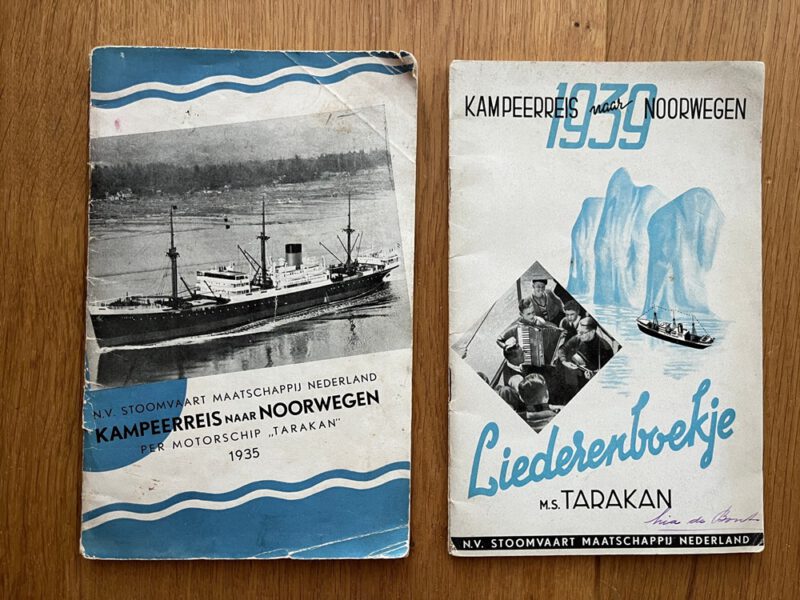 N.V. STOOMVAART MAATSCHAPPIJ NEDERLAND
KAMPEERREIS NAAR NOORWEGEN
PER MOTORSCHIP „TARAKAN"
1935
1939
KAMPEERREIS naar NOORWEGEN
Liederenboekje
M.S. TARAKAN
de
N.V. STOOMVAART MAATSCHAPPIJ NEDERLAND